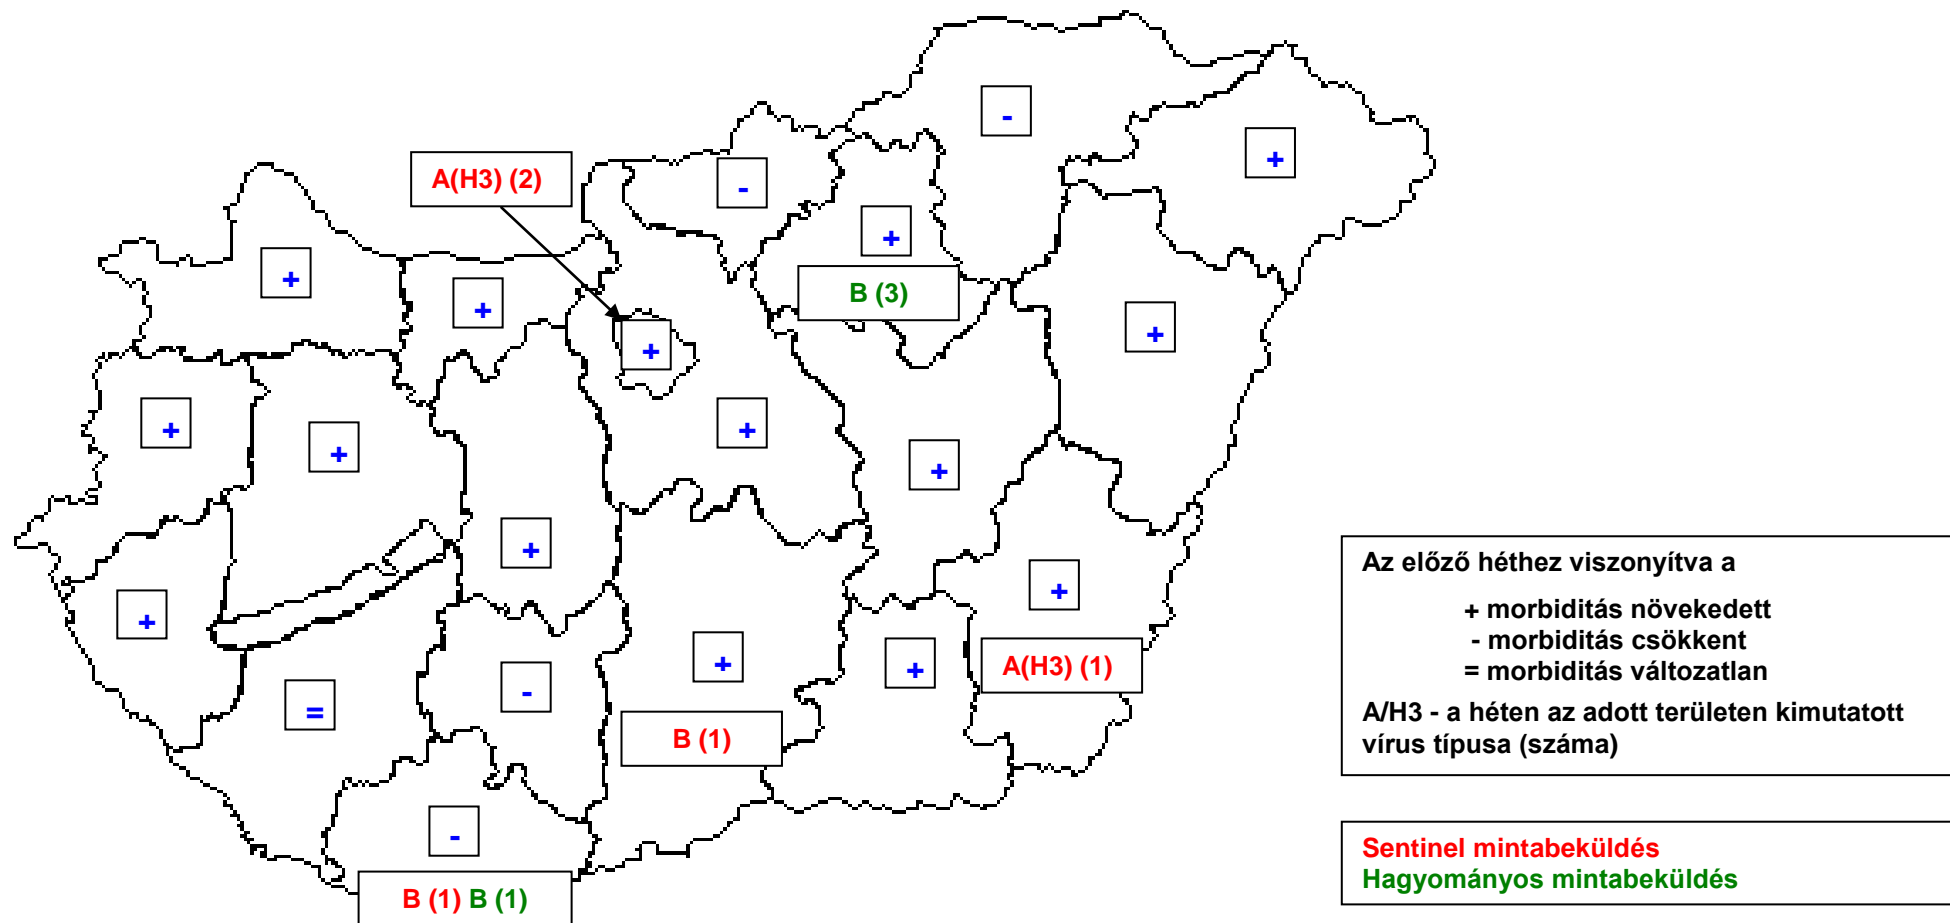 -
+
A(H3) (2)
-
+
+
B (3)
+
+
+
+
+
+
+
+
+
+
+
A(H3) (1)
+
+
-
=
B (1)
-
B (1) B (1)
Az előző héthez viszonyítva a
+ morbiditás növekedett
- morbiditás csökkent
= morbiditás változatlan
A/H3 - a héten az adott területen kimutatott
vírus típusa (száma)
Sentinel mintabeküldés
Hagyományos mintabeküldés